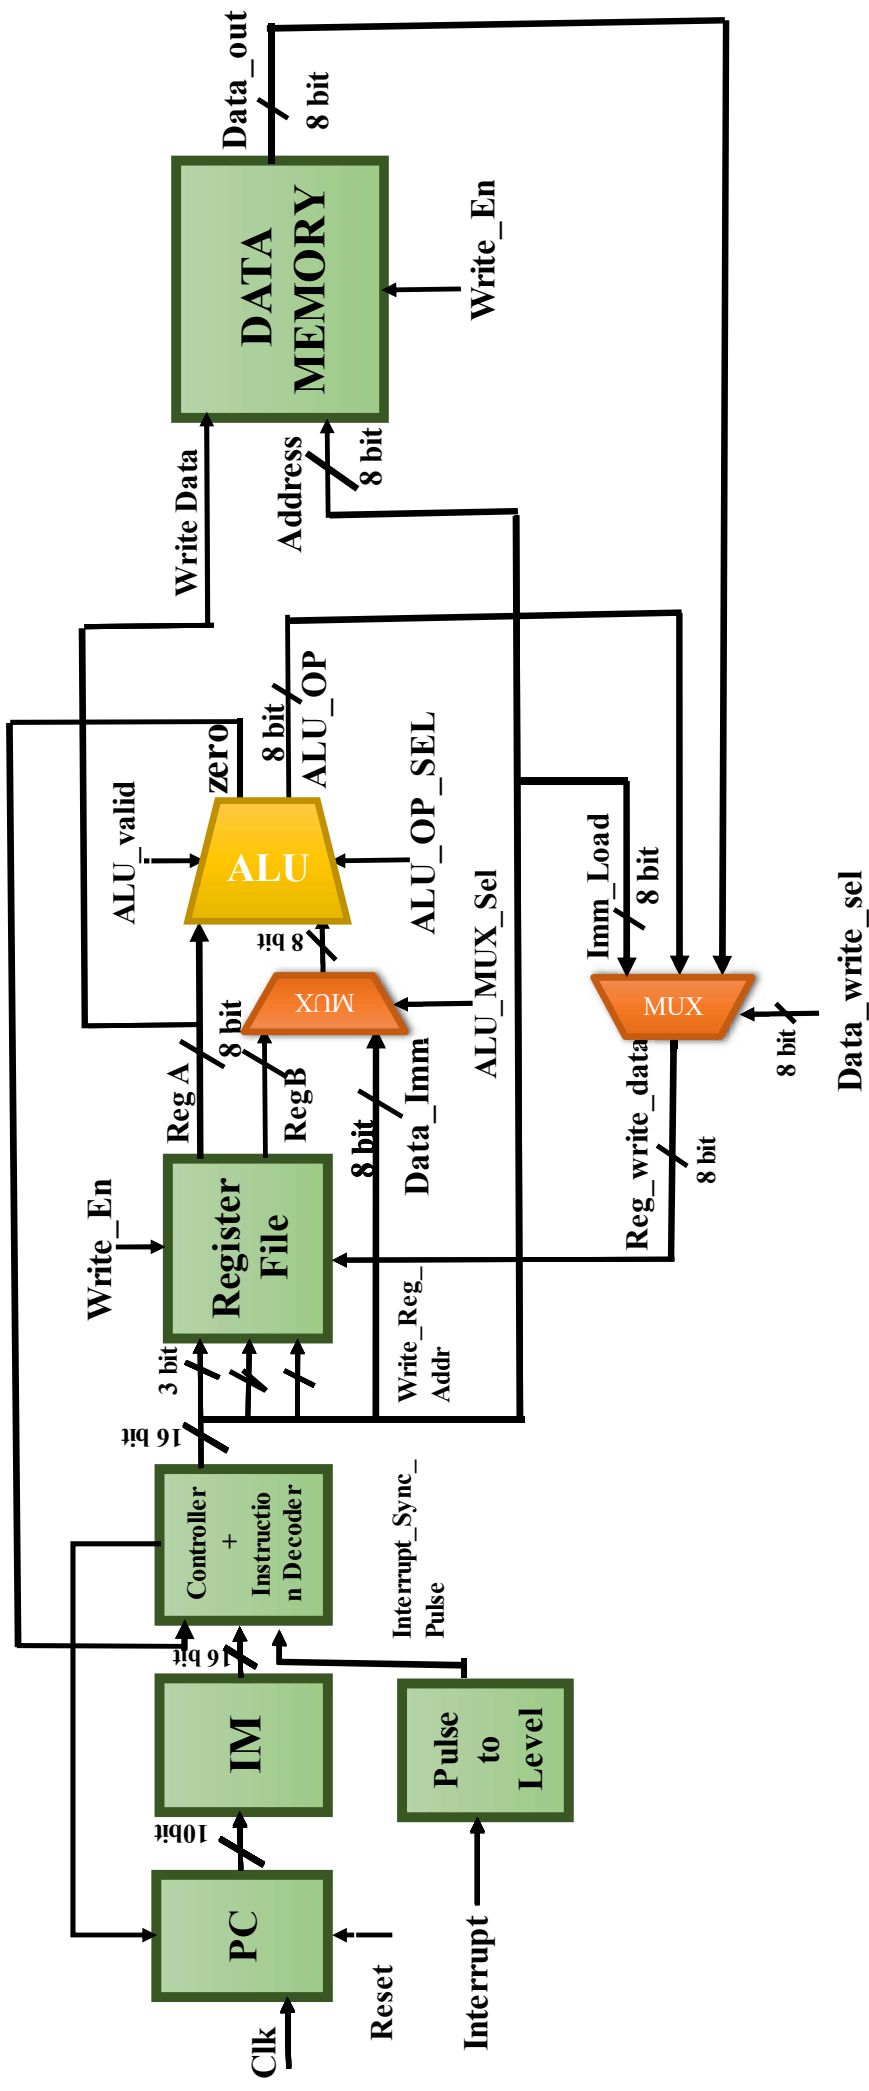 Clk
PC
Reset
10bit
IM
Interrupt
Pulse
to
Level
16 bit
Controller
+
Instructio
n Decoder
Interrupt_Sync_
Pulse
16 bit
3 bit
Write_En
Register
File
Write_Reg_
Addr
Reg A
8 bit
RegB
8 bit
Data_Imm
MUX
ALU_MUX_Sel
8 bit
ALU_valid
ALU
ALU_OP_SEL
zero
8 bit
ALU_OP
Write Data
Address
8 bit
DATA
MEMORY
Write_En
Data_out
8 bit
Imm_Load
8 bit
MUX
8 bit
Data_write_sel
Reg_write_data
8 bit